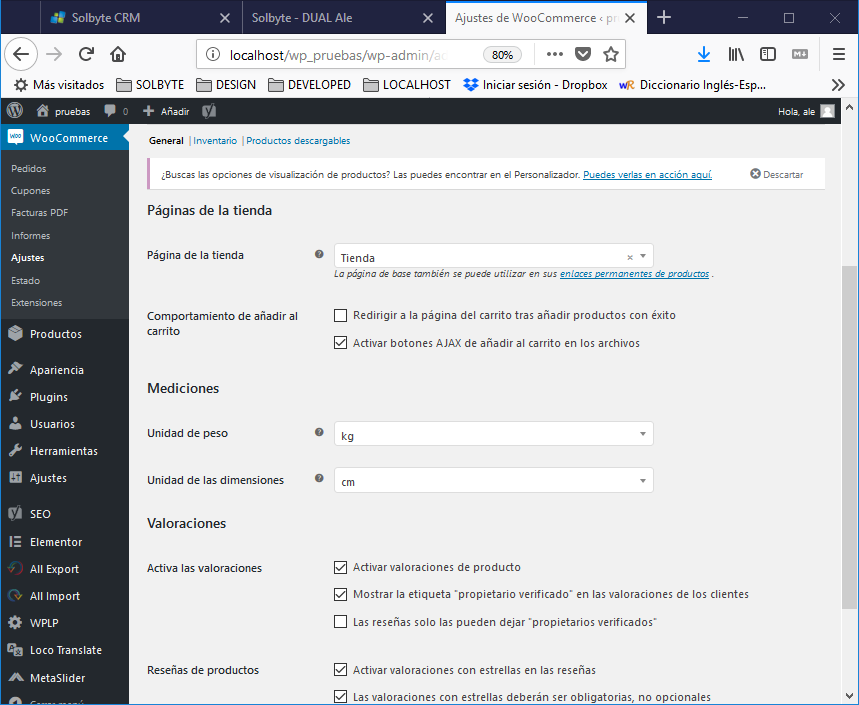 Solbyte CRM
Solbyte - DUAL Ale
Ajustes de WooCommerce ‹ pr
localhost/wp_pruebas/wp-admin/ad
80%
Más visitados
SOLBYTE
DESIGN
DEVELOPED
LOCALHOST
Iniciar sesión - Dropbox
wR
Diccionario Inglés-Esp...
pruebas
0
Añadir
Hola, ale
WooCommerce
Pedidos
Cupones
Facturas PDF
Informes
Ajustes
Estado
Extensiones
Productos
Apariencia
Plugins
Usuarios
Herramientas
Ajustes
SEO
Elementor
All Export
All Import
WPLP
Loco Translate
MetaSlider
Cerrar menú
General | Inventario | Productos descargables
¿Buscas las opciones de visualización de productos? Las puedes encontrar en el Personalizador. Puedes verlas en acción aquí.
Descartar
Páginas de la tienda
Página de la tienda
Tienda
La página de base también se puede utilizar en sus enlaces permanentes de productos .
Comportamiento de añadir al
carrito
Redirigir a la página del carrito tras añadir productos con éxito
Activar botones AJAX de añadir al carrito en los archivos
Mediciones
Unidad de peso
kg
Unidad de las dimensiones
cm
Valoraciones
Activa las valoraciones
Activar valoraciones de producto
Mostrar la etiqueta "propietario verificado" en las valoraciones de los clientes
Las reseñas solo las pueden dejar "propietarios verificados"
Reseñas de productos
Activar valoraciones con estrellas en las reseñas
Las valoraciones con estrellas deberán ser obligatorias, no opcionales